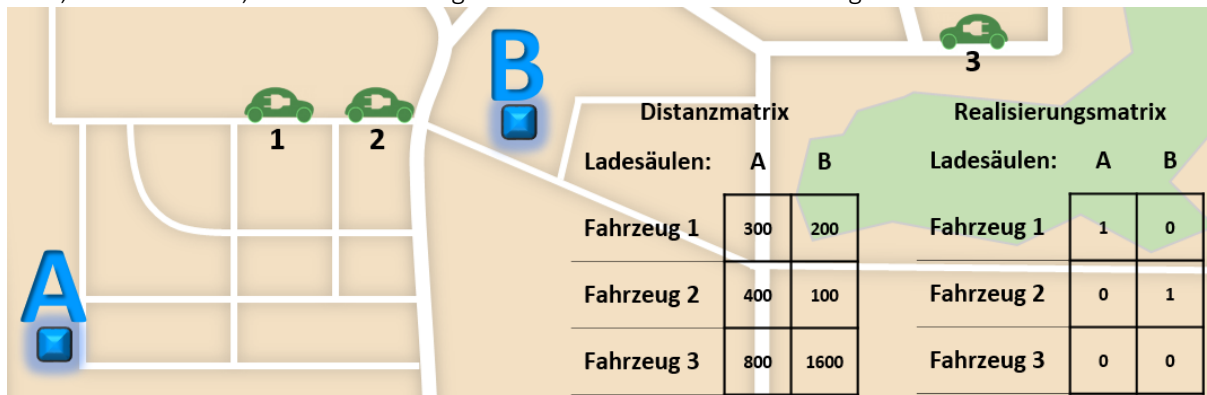 A
B
1
2
3
Distanzmatrix
Ladesäulen: A B
Fahrzeug 1 300 200
Fahrzeug 2 400 100
Fahrzeug 3 800 1600
Realisierungsmatrix
Ladesäulen: A B
Fahrzeug 1 1 0
Fahrzeug 2 0 1
Fahrzeug 3 0 0